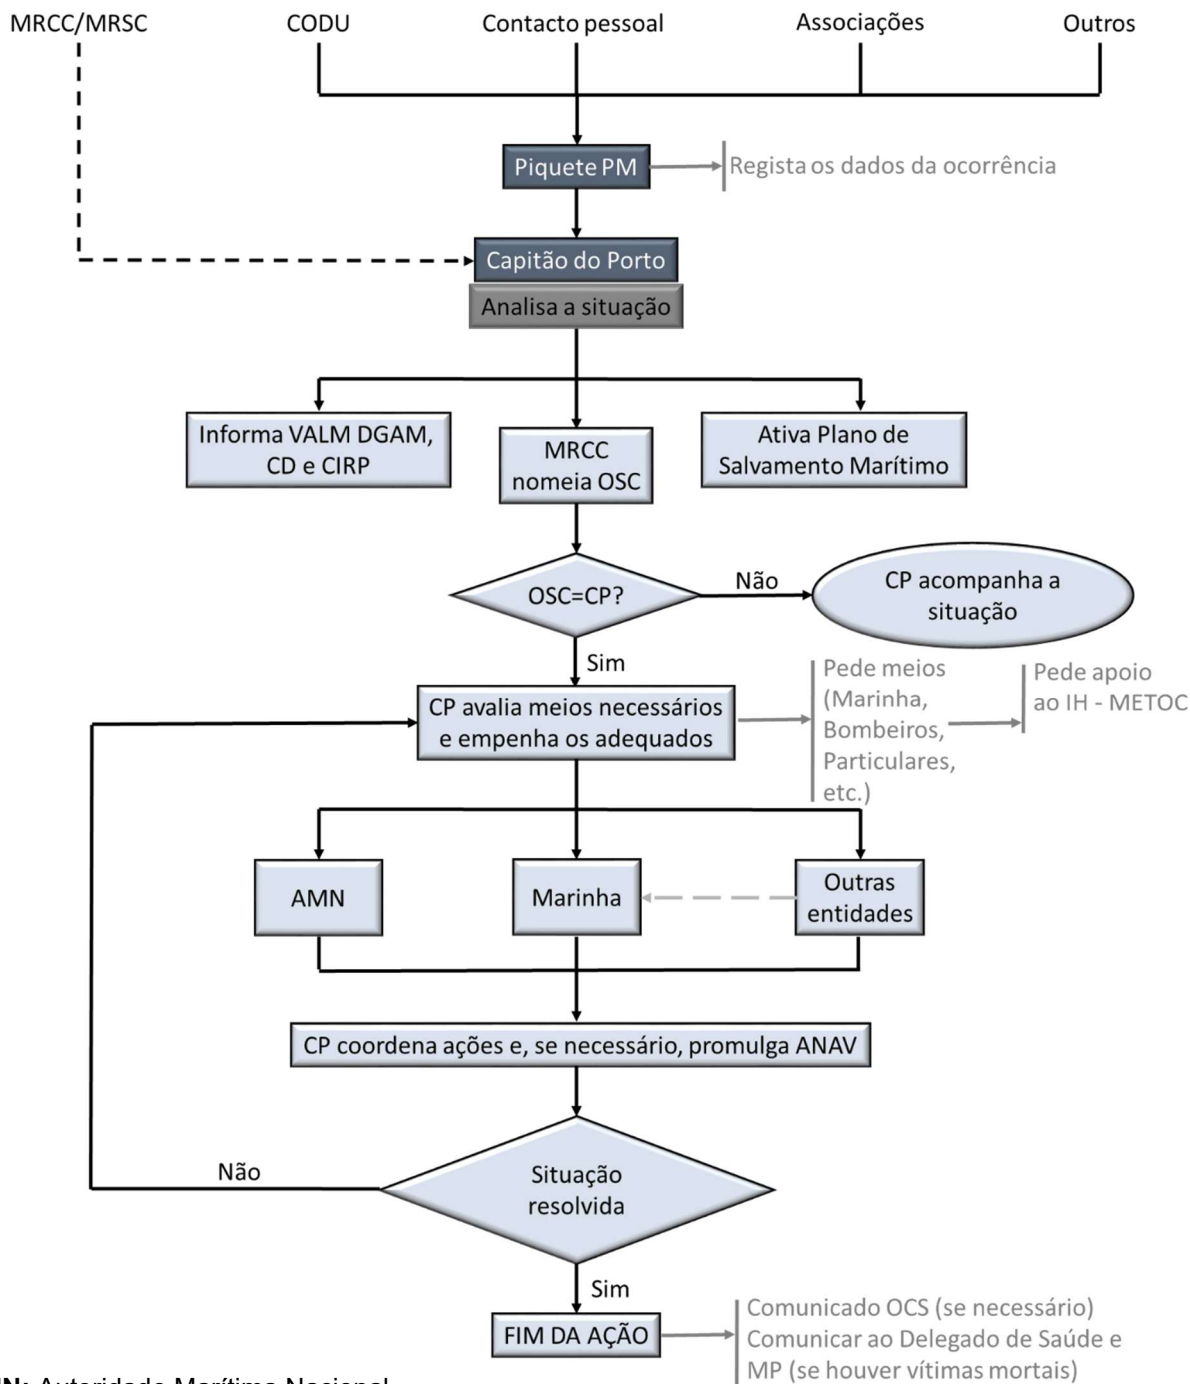 MRCC/MRSC
CODU
Contacto pessoal
Associações
Outros
Piquete PM
Regista os dados da ocorrência
Capitão do Porto
Analisa a situação
Informa VALM DGAM,
CD e CIRP
MRCC
nomeia OSC
Ativa Plano de
Salvamento Marítimo
OSC=CP?
Não
CP acompanha a
situação
Sim
CP avalia meios necessários
e empenha os adequados
Pede meios
(Marinha,
Bombeiros,
Particulares,
etc.)
Pede apoio
ao IH - METOC
AMN
Marinha
Outras
entidades
CP coordena ações e, se necessário, promulga ANAV
Não
Situação
resolvida
Sim
FIM DA AÇÃO
Comunicado OCS (se necessário)
Comunicar ao Delegado de Saúde e
MP (se houver vítimas mortais)
N: Autoridade Marítima Nacional